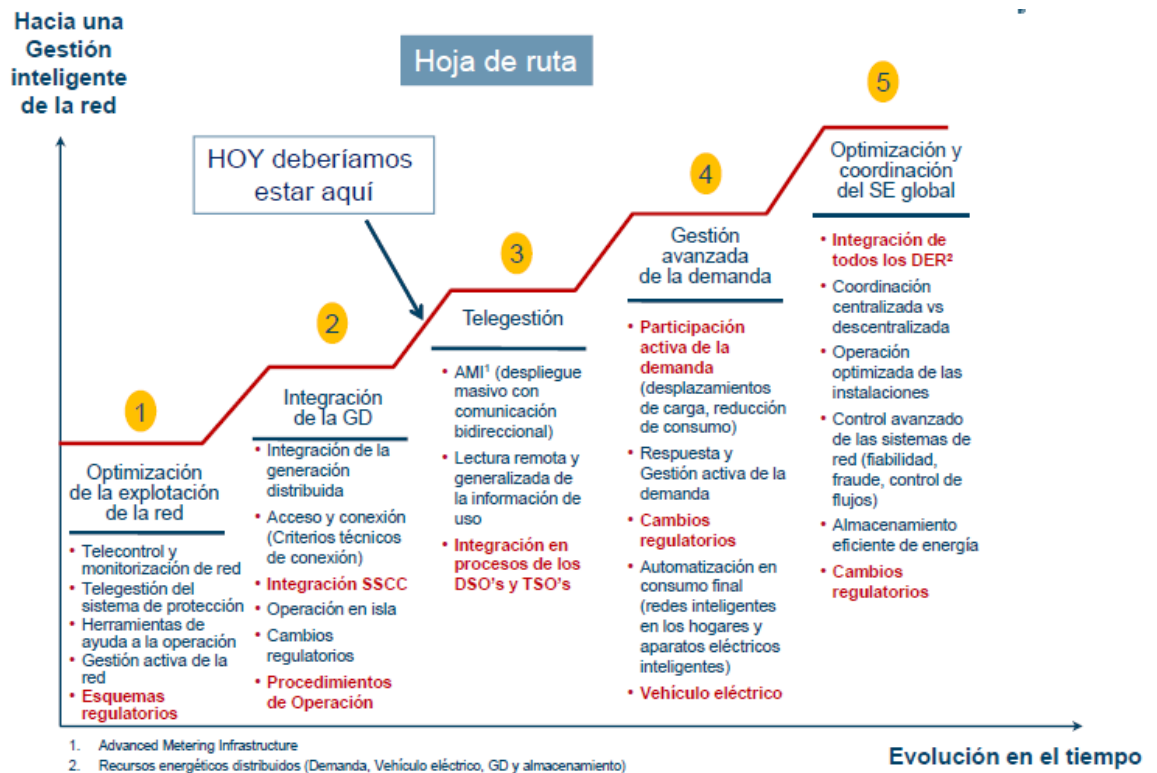 Hacia una
Gestión
inteligente
de la red
Hoja de ruta
HOY deberíamos
estar aquí
1
Optimización
de la explotación
de la red
• Telecontrol y
monitorización de red
• Telegestión del
sistema de protección
• Herramientas de
ayuda a la operación
• Gestión activa de la
red
• Esquemas
regulatorios
2
Integración
de la GD
• Integración de la
generación
distribuida
• Acceso y conexión
(Criterios técnicos
de conexión)
• Integración SSCC
• Operación en isla
• Cambios
regulatorios
• Procedimientos
de Operación
3
Telegestión
• AMI¹ (despliegue
masivo con
comunicación
bidireccional)
• Lectura remota y
generalizada de
la información de
uso
• Integración en
procesos de los
DSO's y TSO's
4
Gestión
avanzada
de la demanda
• Participación
activa de la
demanda
(desplazamientos
de carga, reducción
de consumo)
• Respuesta y
Gestión activa de la
demanda
• Cambios
regulatorios
• Automatización en
consumo final
(redes inteligentes
en los hogares y
aparatos eléctricos
inteligentes)
• Vehículo eléctrico
5
Optimización y
coordinación
del SE global
• Integración de
todos los DER²
• Coordinación
centralizada vs
descentralizada
• Operación
optimizada de las
instalaciones
• Control avanzado
de las sistemas de
red (fiabilidad,
fraude, control de
flujos)
• Almacenamiento
eficiente de energía
• Cambios
regulatorios
Evolución en el tiempo
1. Advanced Metering Infrastructure
2. Recursos energéticos distribuidos (Demanda, Vehículo eléctrico, GD y almacenamiento)